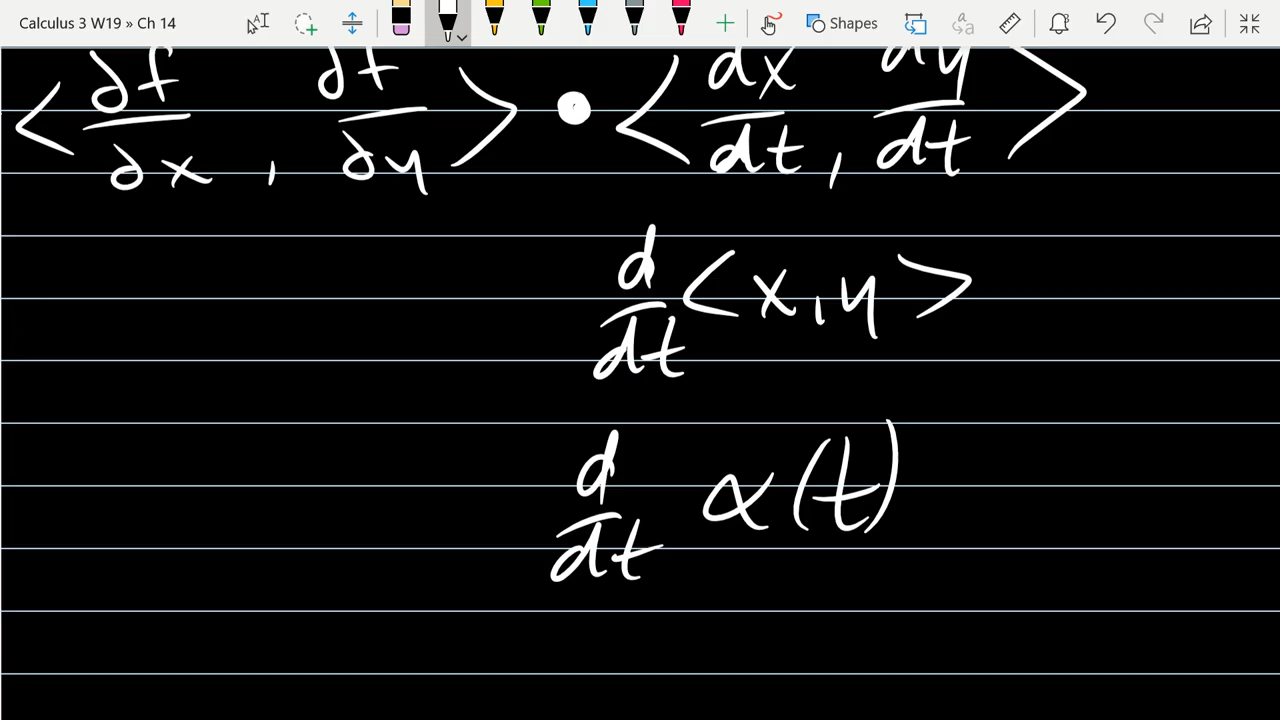 Calculus 3 W19 » Ch 14
Shapes
<∂f/∂x, ∂f/∂y> • <dx/dt, dy/dt>
d/dt <x, y>
d/dt α(t)